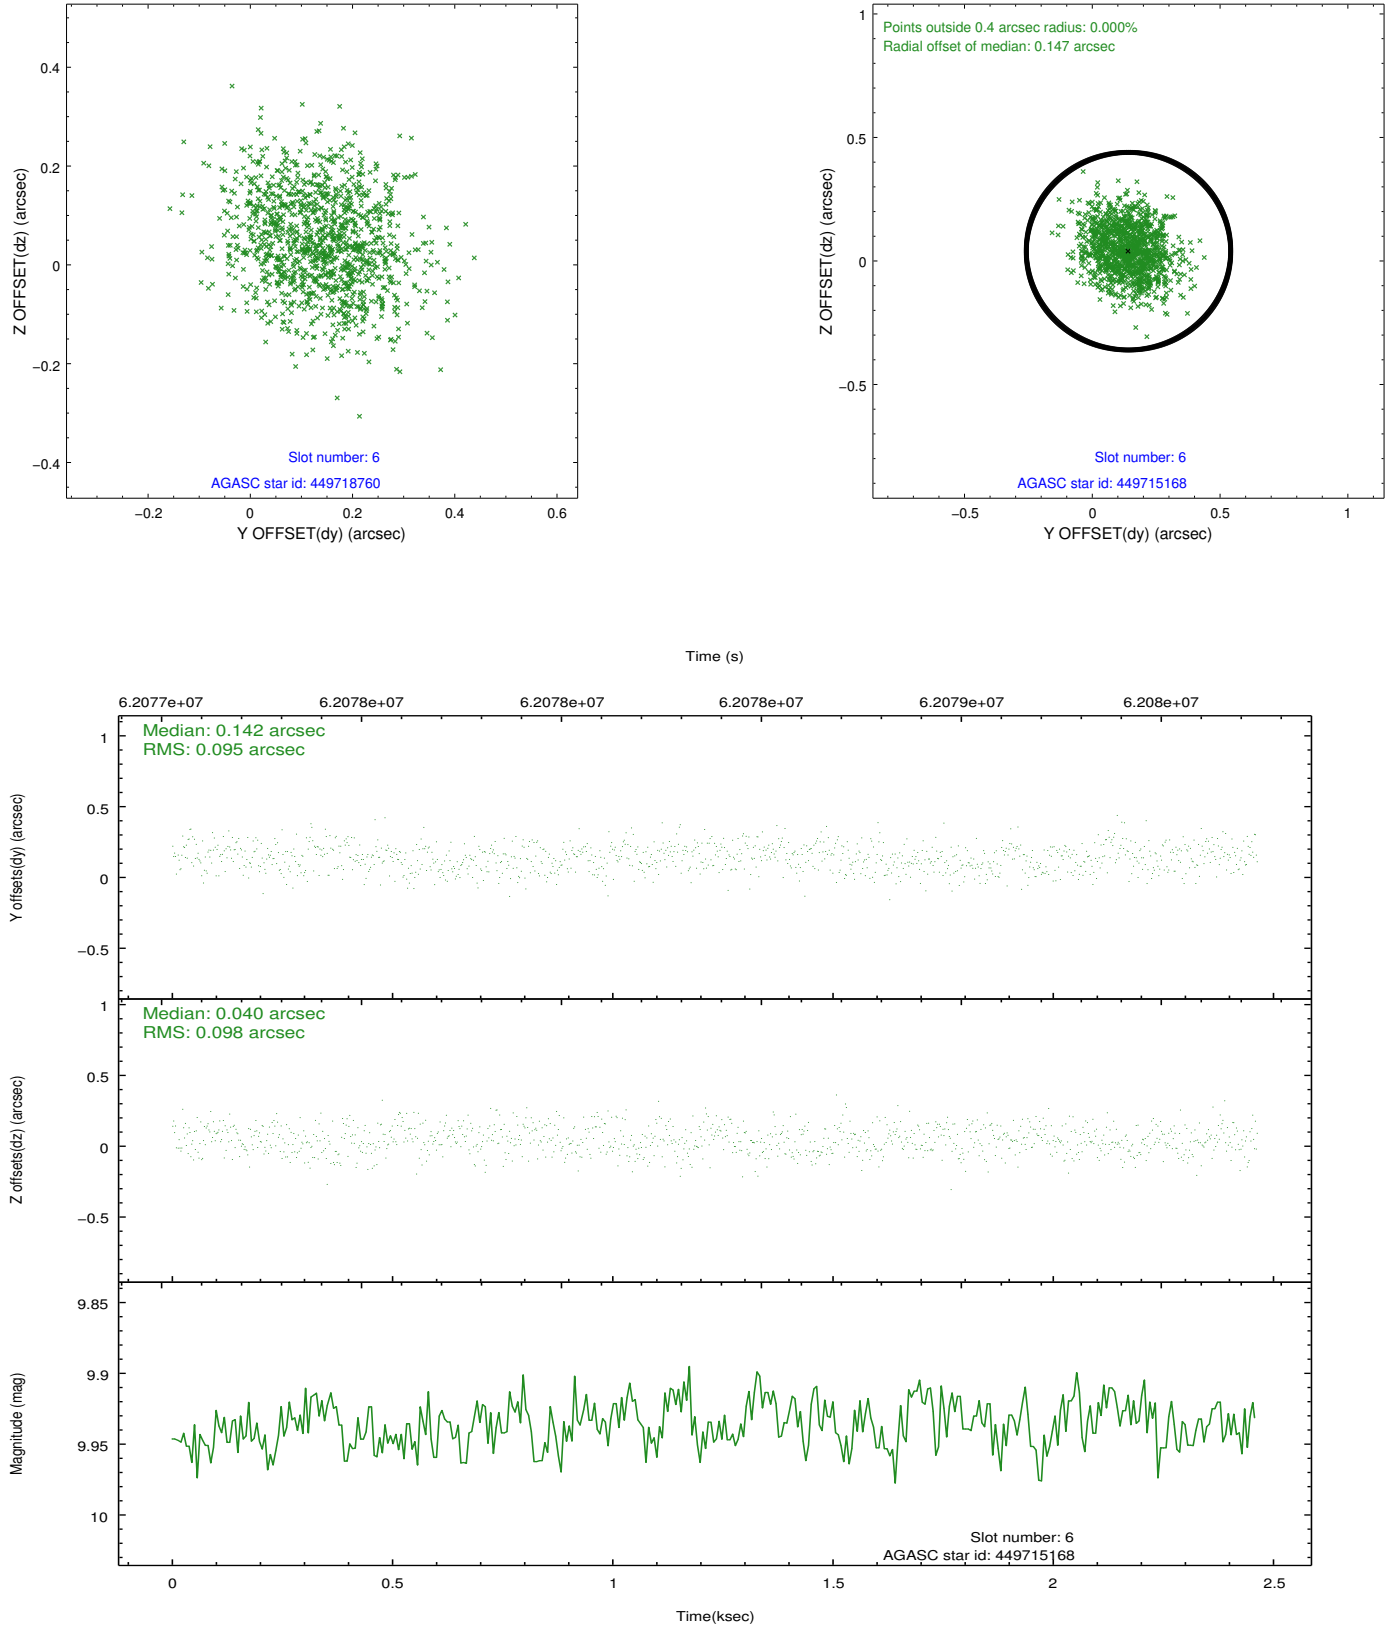 0.4
0.2
0
−0.2
−0.4
Z OFFSET(dz) (arcsec)
Slot number: 6
AGASC star id: 449718760
−0.2 0 0.2 0.4 0.6
Y OFFSET(dy) (arcsec)
Points outside 0.4 arcsec radius: 0.000%
Radial offset of median: 0.147 arcsec
1
0.5
0
−0.5
Z OFFSET(dz) (arcsec)
Slot number: 6
AGASC star id: 449715168
−0.5 0 0.5 1
Y OFFSET(dy) (arcsec)
Time (s)
6.2077e+07 6.2078e+07 6.2078e+07 6.2078e+07 6.2079e+07 6.208e+07
Median: 0.142 arcsec
RMS: 0.095 arcsec
1
0.5
0
−0.5
Y offsets(dy) (arcsec)
Median: 0.040 arcsec
RMS: 0.098 arcsec
1
0.5
0
−0.5
Z offsets(dz) (arcsec)
9.85
9.9
9.95
10
Magnitude (mag)
Slot number: 6
AGASC star id: 449715168
0 0.5 1 1.5 2 2.5
Time(ksec)